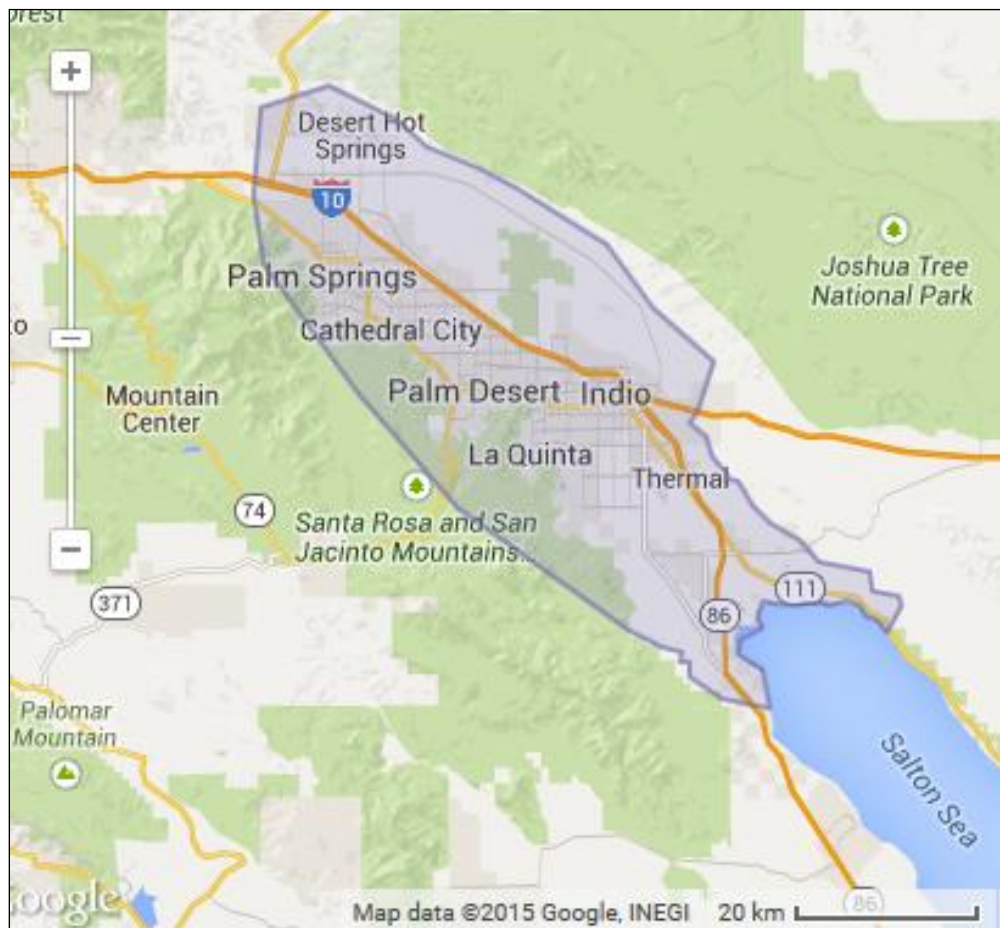 +
Desert Hot
Springs
10
Palm Springs
Joshua Tree
National Park
Cathedral City
Mountain
Center
Palm Desert
Indio
La Quinta
Thermal
74
Santa Rosa and San
Jacinto Mountains...
371
111
86
Palomar
Mountain
Salton Sea
Google
Map data ©2015 Google, INEGI
20 km
86